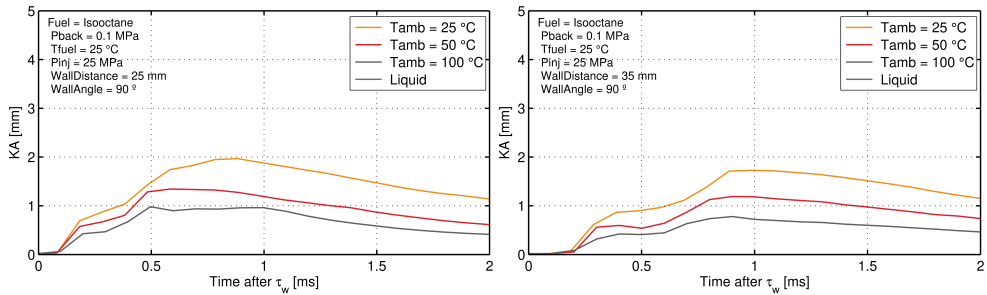 Fuel = Isooctane
Pback = 0.1 MPa
Tfuel = 25 °C
Pinj = 25 MPa
WallDistance = 25 mm
WallAngle = 90 º
Tamb = 25 °C
Tamb = 50 °C
Tamb = 100 °C
Liquid
5
4
3
2
1
0
KA [mm]
0
0.5
1
1.5
2
Time after τw [ms]
Fuel = Isooctane
Pback = 0.1 MPa
Tfuel = 25 °C
Pinj = 25 MPa
WallDistance = 35 mm
WallAngle = 90 º
Tamb = 25 °C
Tamb = 50 °C
Tamb = 100 °C
Liquid
5
4
3
2
1
0
KA [mm]
0
0.5
1
1.5
2
Time after τw [ms]